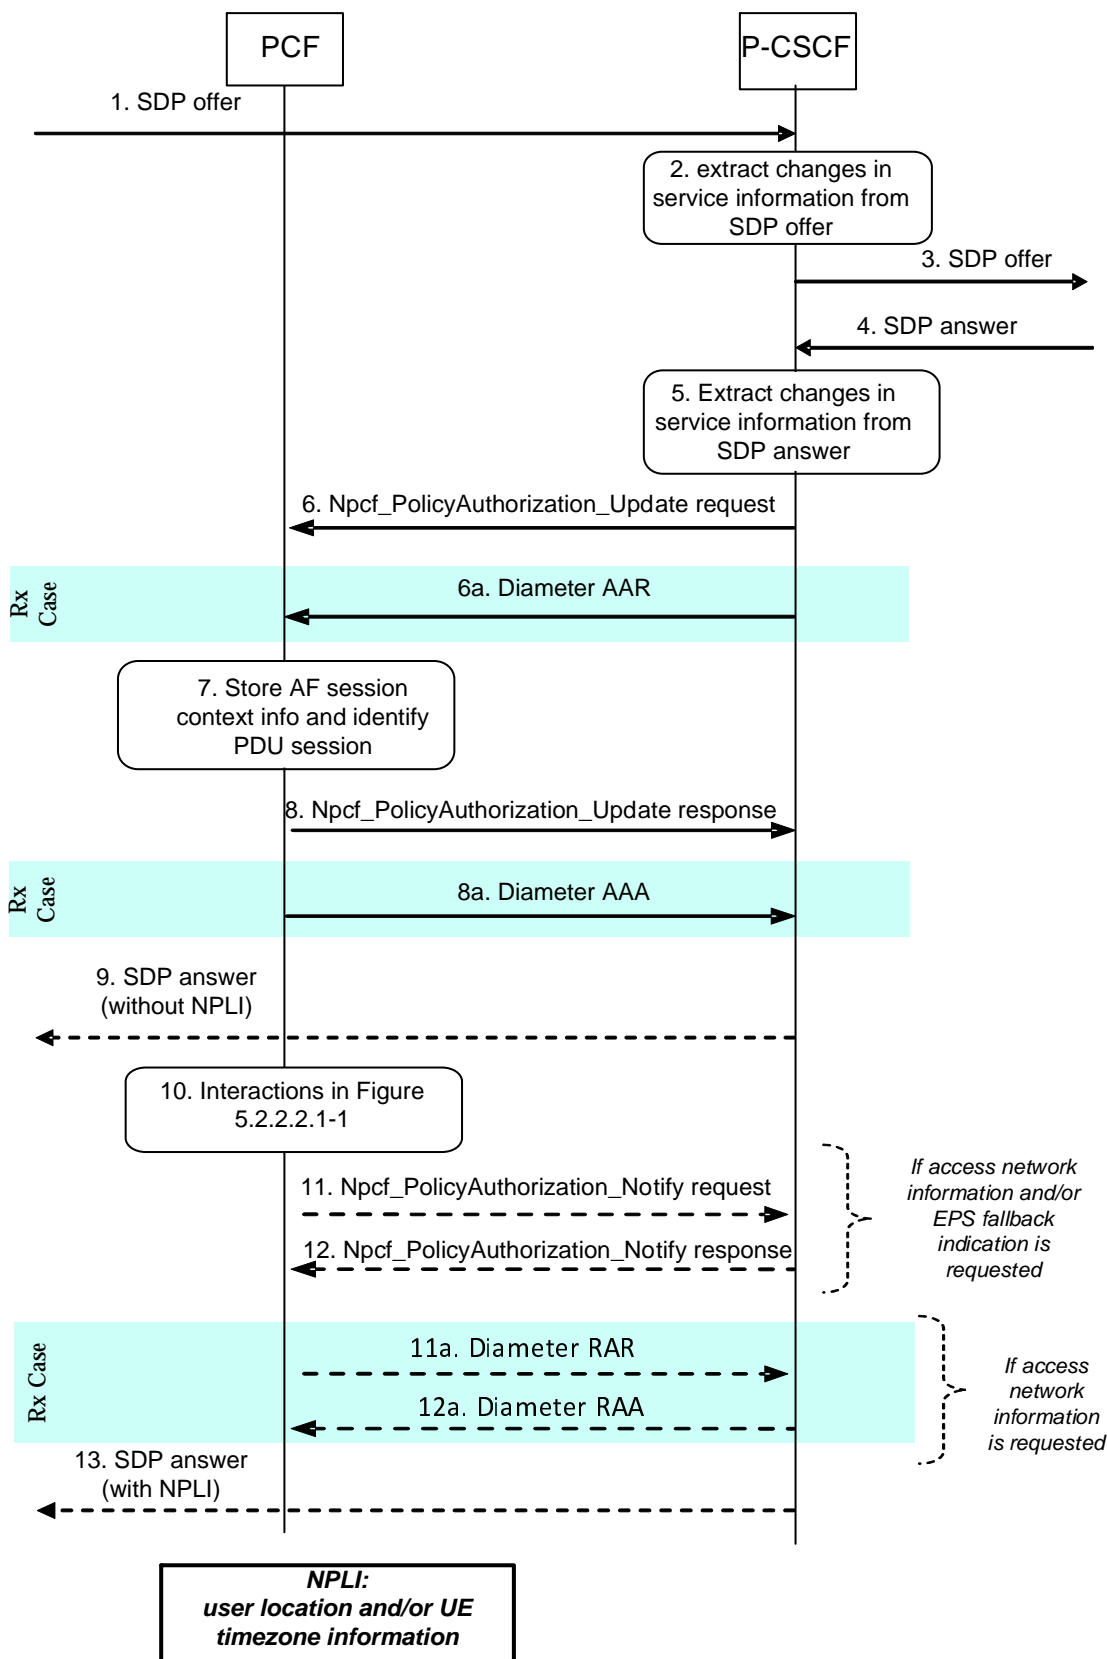 PCF
P-CSCF
1. SDP offer
2. extract changes in
service information from
SDP offer
3. SDP offer
4. SDP answer
5. Extract changes in
service information from
SDP answer
6. Npcf_PolicyAuthorization_Update request
Rx
Case
6a. Diameter AAR
7. Store AF session
context info and identify
PDU session
8. Npcf_PolicyAuthorization_Update response
Rx
Case
8a. Diameter AAA
9. SDP answer
(without NPLI)
10. Interactions in Figure
5.2.2.2.1-1
11. Npcf_PolicyAuthorization_Notify request
12. Npcf_PolicyAuthorization_Notify response
If access network
information and/or
EPS fallback
indication is
requested
Rx Case
11a. Diameter RAR
12a. Diameter RAA
If access
network
information
is requested
13. SDP answer
(with NPLI)
NPLI:
user location and/or UE
timezone information